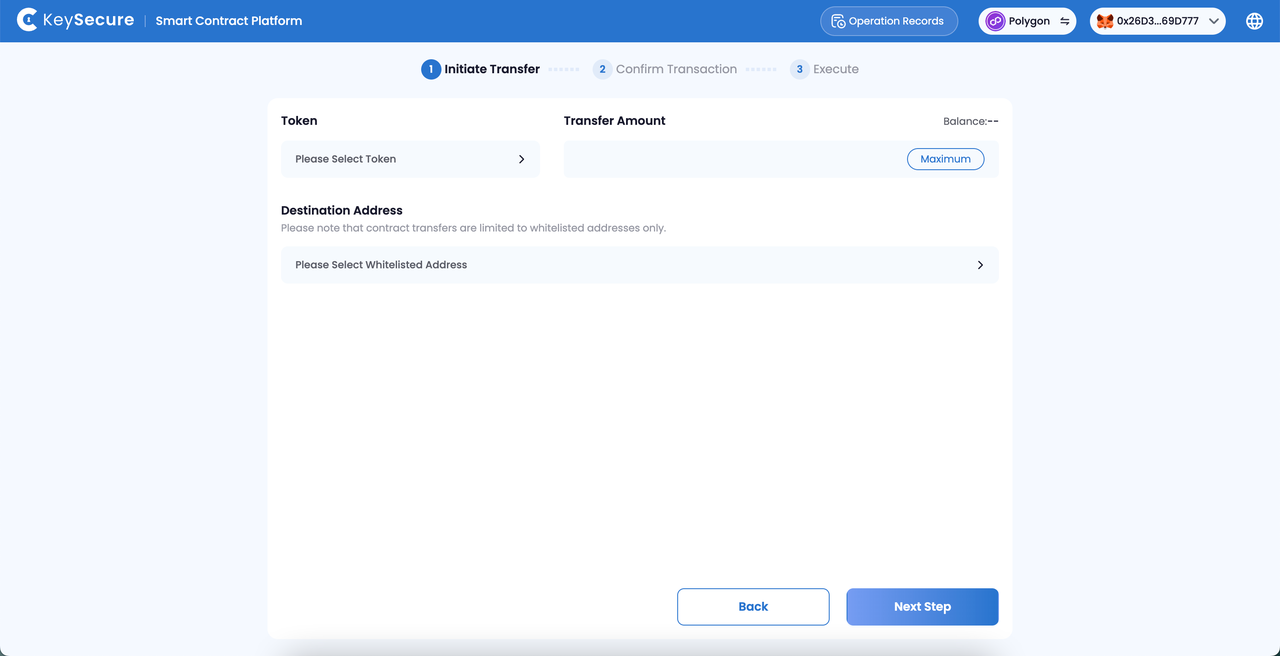 KeySecure | Smart Contract Platform
Operation Records
Polygon
0x26D3...69D777
1 Initiate Transfer
2 Confirm Transaction
3 Execute
Token
Transfer Amount
Balance:--
Please Select Token
Maximum
Destination Address
Please note that contract transfers are limited to whitelisted addresses only.
Please Select Whitelisted Address
Back
Next Step